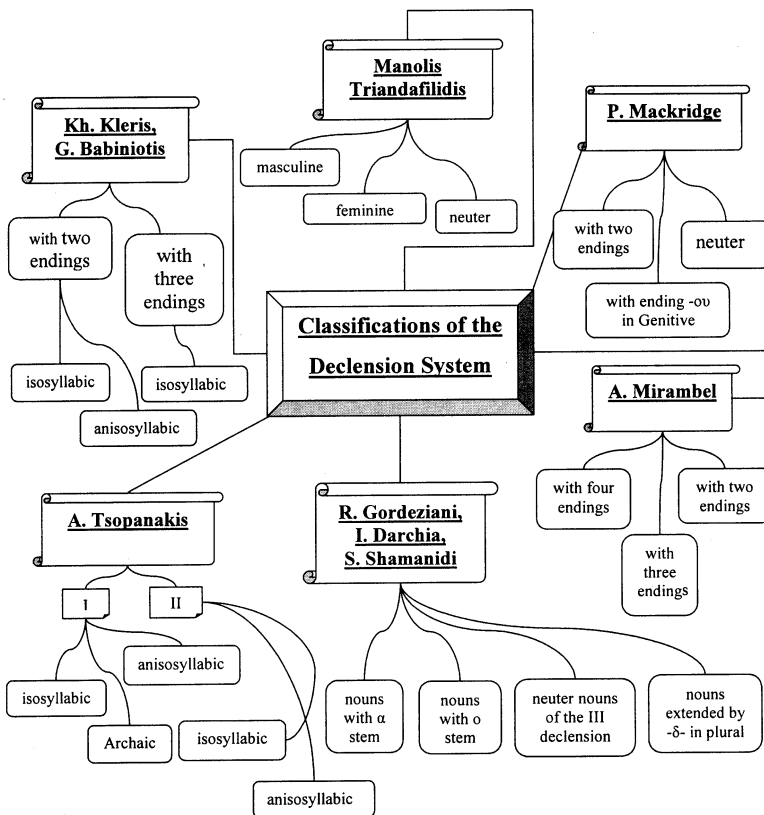 Manolis
Triandafilidis
masculine
feminine
neuter
Kh. Kleris,
G. Babiniotis
with two
endings
with
three
endings
isosyllabic
anisosyllabic
isosyllabic
P. Mackridge
with two
endings
with ending -ου
in Genitive
neuter
Classifications of the
Declension System
A. Mirambel
with four
endings
with
three
endings
with two
endings
A. Tsopanakis
I
II
isosyllabic
Archaic
anisosyllabic
isosyllabic
anisosyllabic
R. Gordeziani,
I. Darchia,
S. Shamanidi
nouns
with α
stem
nouns
with ο
stem
neuter nouns
of the III
declension
nouns
extended by
-δ- in plural